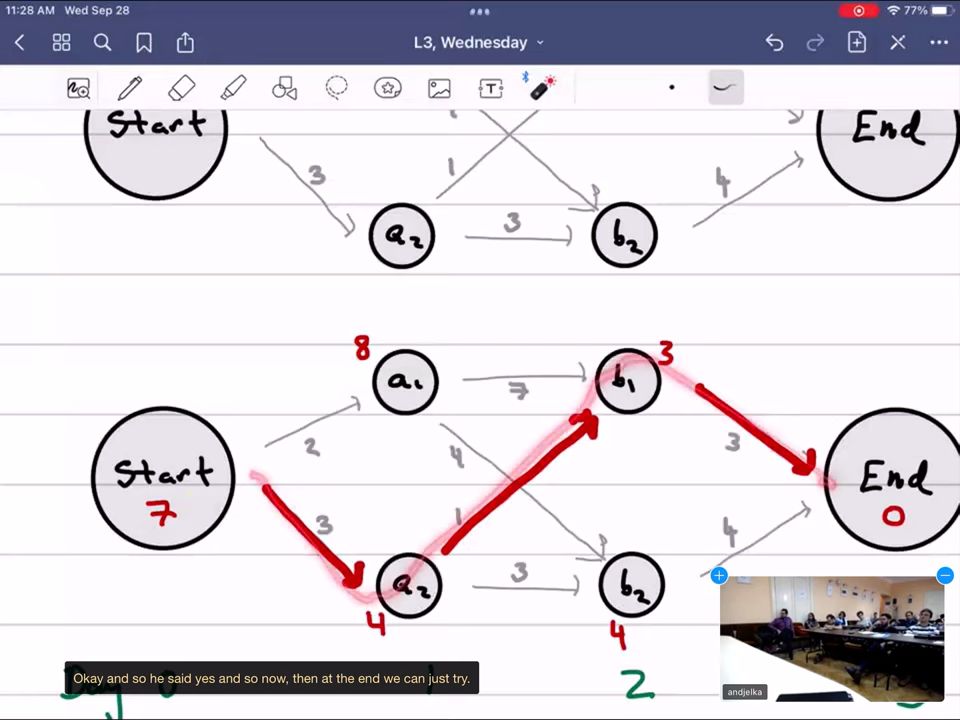 11:28 AM Wed Sep 28
77%
L3, Wednesday
T
Start
End
3
1
4
a2
3
b2
8
3
a1
7
b1
2
4
3
Start
7
End
0
3
1
4
a2
3
b2
4
4
Okay and so he said yes and so now, then at the end we can just try.
Day 0
2
andjelka